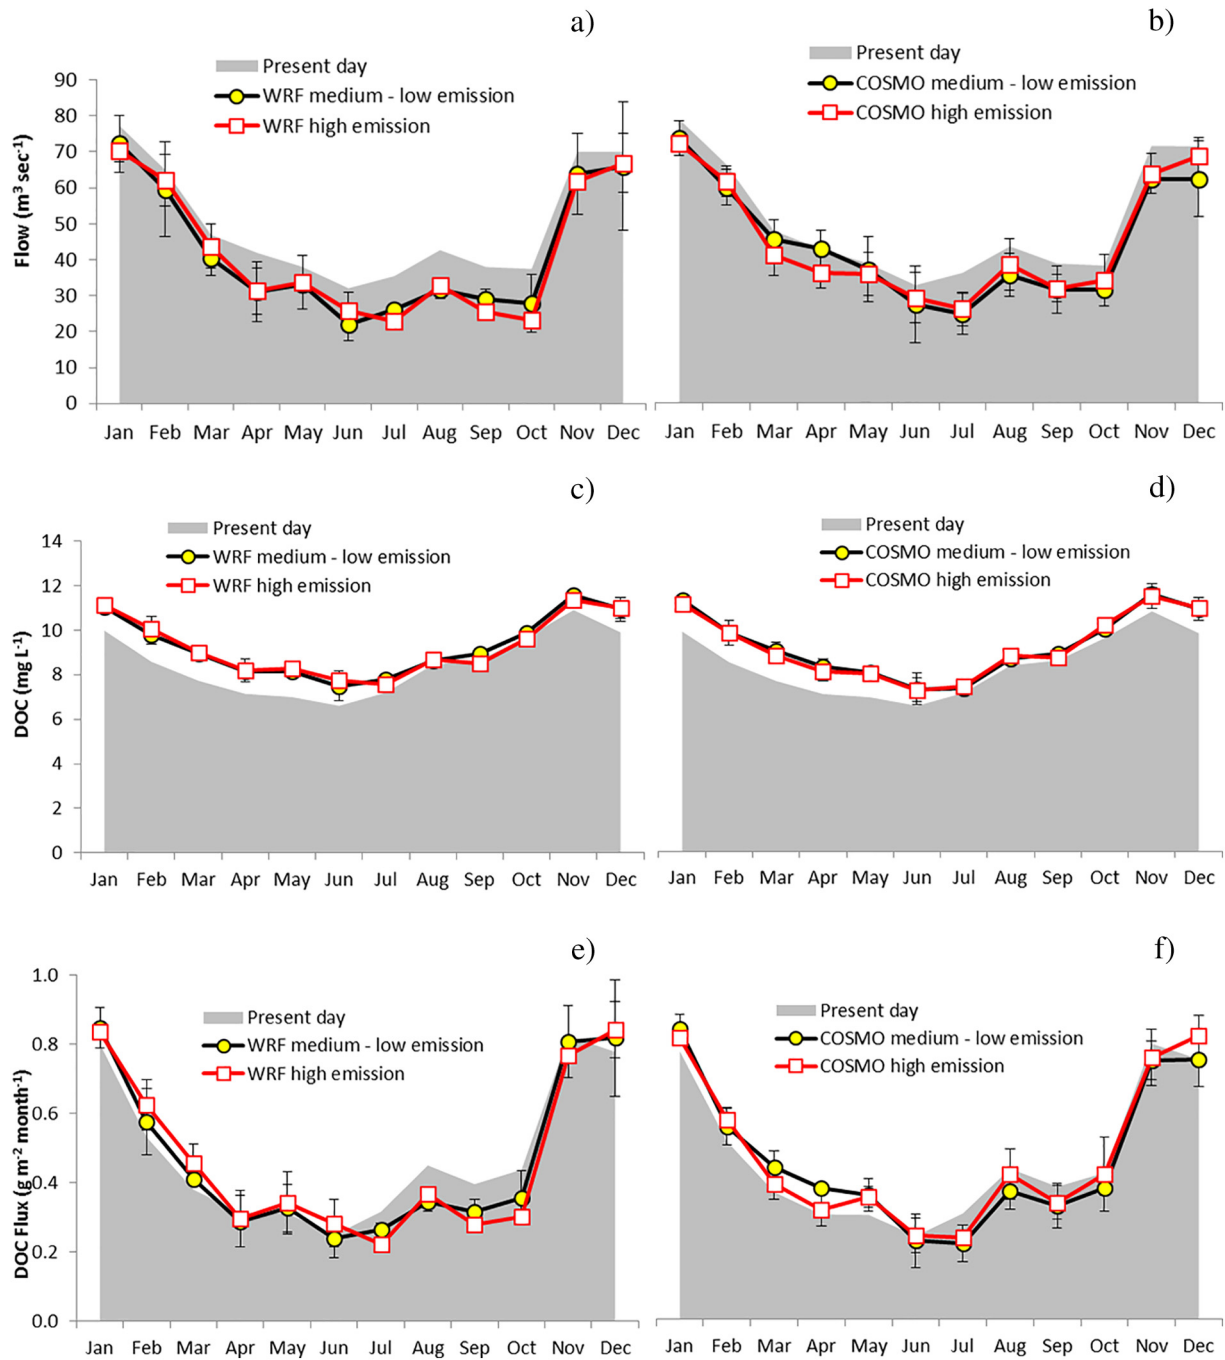 a)
Present day
WRF medium - low emission
WRF high emission
Flow (m³ sec⁻¹)
90
80
70
60
50
40
30
20
10
0
Jan Feb Mar Apr May Jun Jul Aug Sep Oct Nov Dec
b)
Present day
COSMO medium - low emission
COSMO high emission
Jan Feb Mar Apr May Jun Jul Aug Sep Oct Nov Dec
c)
Present day
WRF medium - low emission
WRF high emission
DOC (mg L⁻¹)
14
12
10
8
6
4
2
0
Jan Feb Mar Apr May Jun Jul Aug Sep Oct Nov Dec
d)
Present day
COSMO medium - low emission
COSMO high emission
Jan Feb Mar Apr May Jun Jul Aug Sep Oct Nov Dec
e)
Present day
WRF medium - low emission
WRF high emission
DOC Flux (g m⁻² month⁻¹)
1.0
0.8
0.6
0.4
0.2
0.0
Jan Feb Mar Apr May Jun Jul Aug Sep Oct Nov Dec
f)
Present day
COSMO medium - low emission
COSMO high emission
Jan Feb Mar Apr May Jun Jul Aug Sep Oct Nov Dec